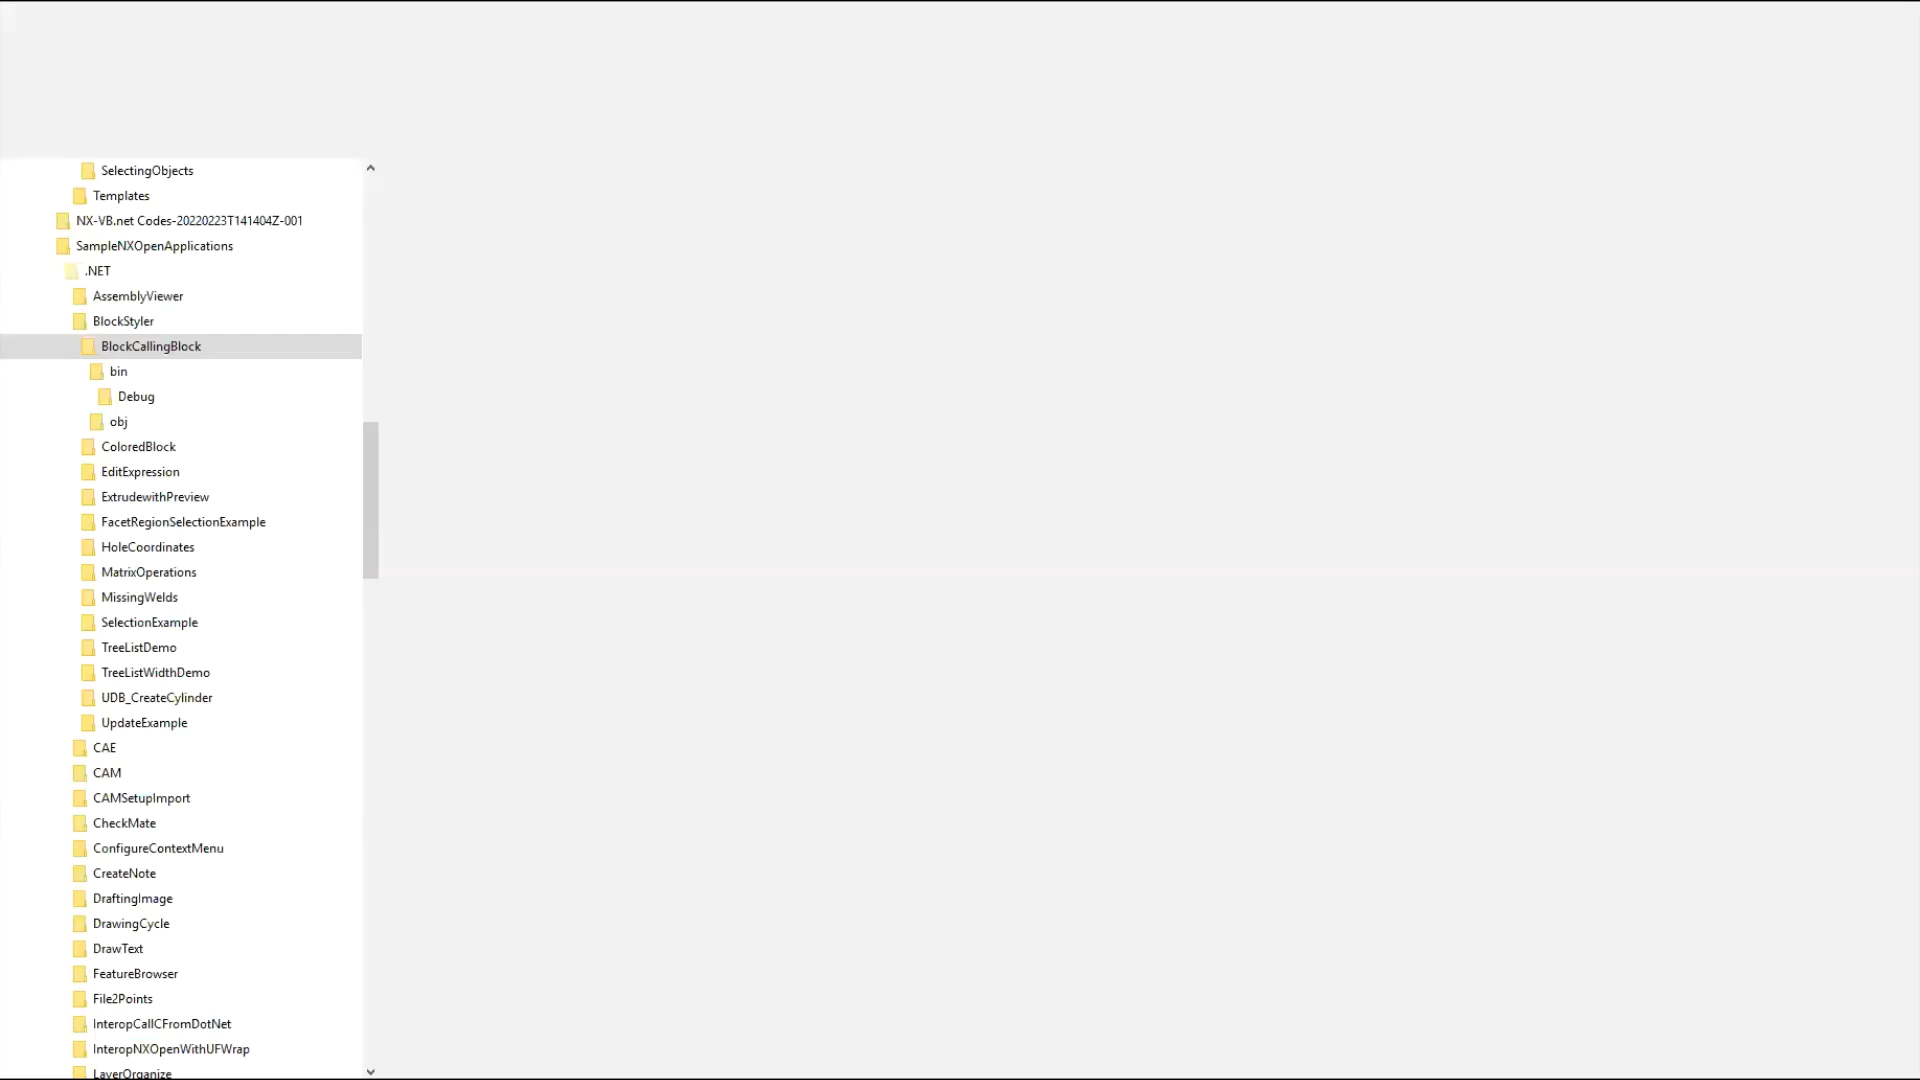 SelectingObjects
Templates
NX-VB.net Codes-20220223T141404Z-001
SampleNXOpenApplications
.NET
AssemblyViewer
BlockStyler
BlockCallingBlock
bin
Debug
obj
ColoredBlock
EditExpression
ExtrudewithPreview
FacetRegionSelectionExample
HoleCoordinates
MatrixOperations
MissingWelds
SelectionExample
TreeListDemo
TreeListWidthDemo
UDB_CreateCylinder
UpdateExample
CAE
CAM
CAMSetupImport
CheckMate
ConfigureContextMenu
CreateNote
DraftingImage
DrawingCycle
DrawText
FeatureBrowser
File2Points
InteropCallCFromDotNet
InteropNXOpenWithUFWrap
LayerOrganize